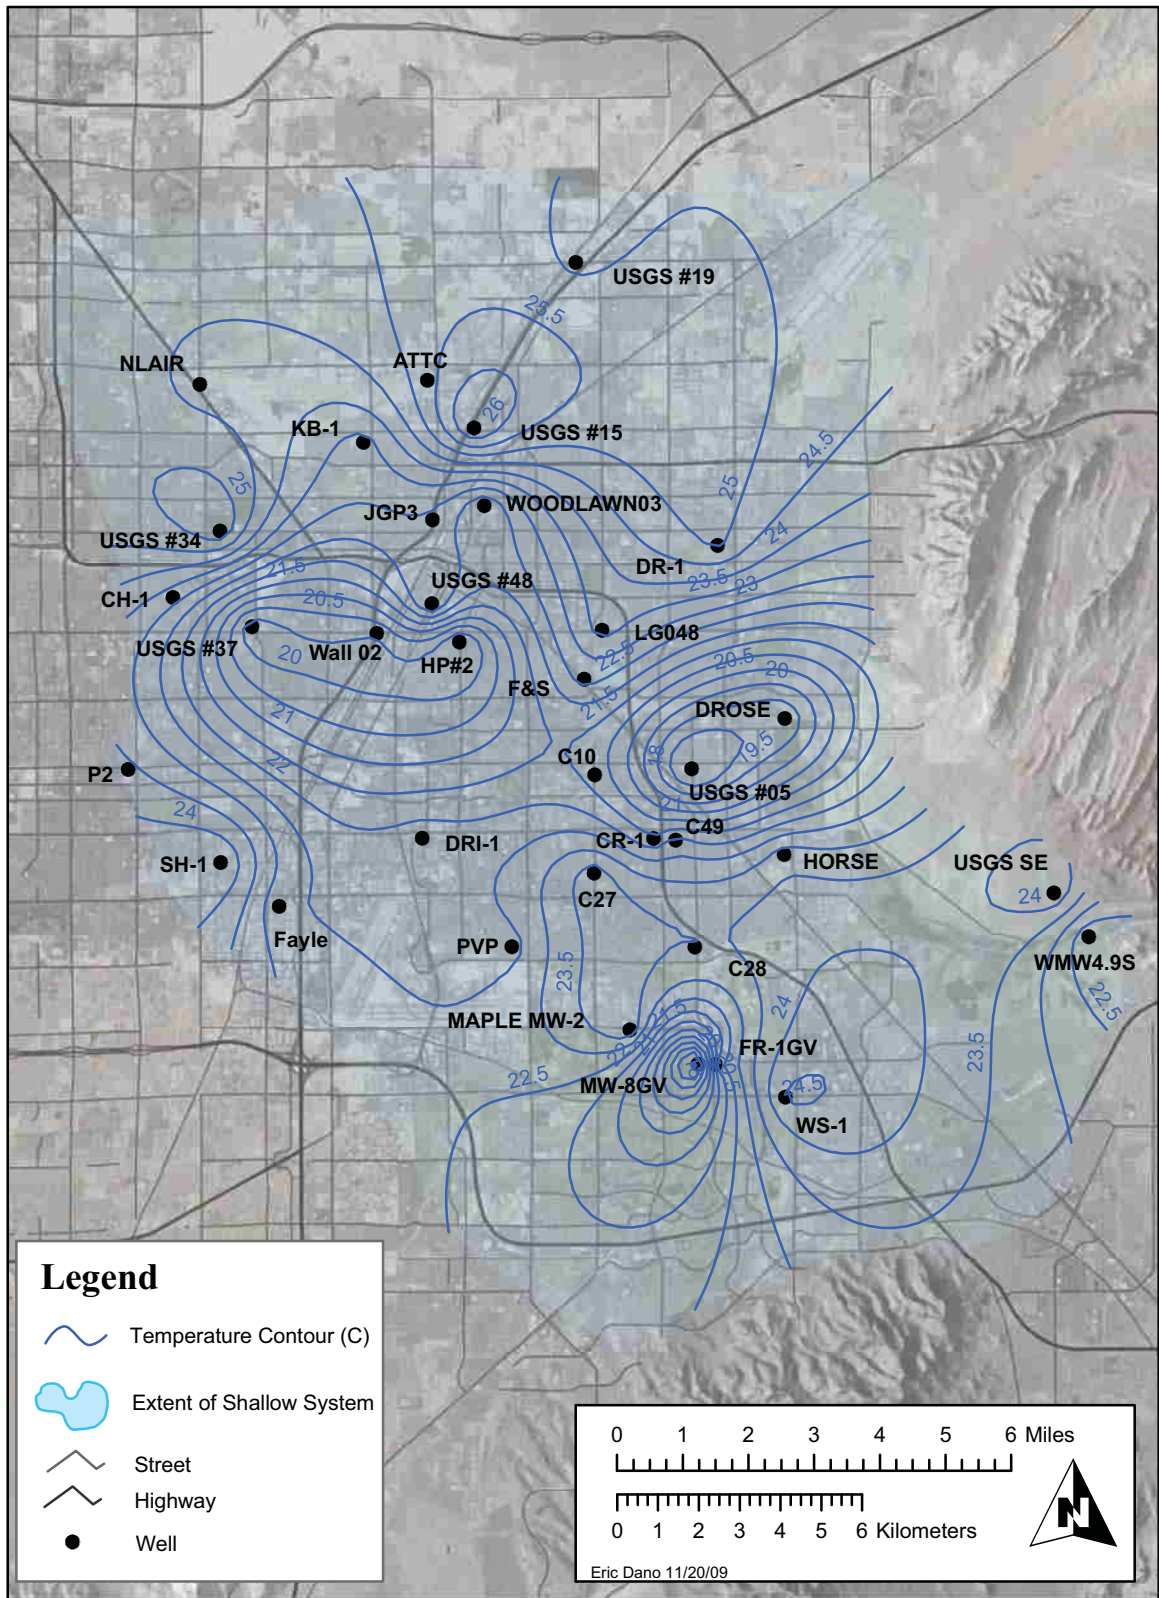 USGS #19
25.5
NLAIR
ATTC
26
KB-1
USGS #15
24.5
25
25
JGP3
WOODLAWN03
USGS #34
24
DR-1
21.5
23.5
23
CH-1
20.5
USGS #48
USGS #37
Wall 02
LG048
20
HP#2
22.5
20.5
20
F&S
21.5
DROSE
21
9.5
18
P2
22
C10
USGS #05
24
21
DRI-1
CR-1
C49
SH-1
HORSE
USGS SE
C27
24
Fayle
PVP
C28
WMW4.9S
23.5
24
22.5
MAPLE MW-2
21.5
FR-1GV
23.5
22.5
MW-8GV
24.5
WS-1
Legend
Temperature Contour (C)
Extent of Shallow System
Street
Highway
Well
0 1 2 3 4 5 6 Miles
0 1 2 3 4 5 6 Kilometers
N
Eric Dano 11/20/09